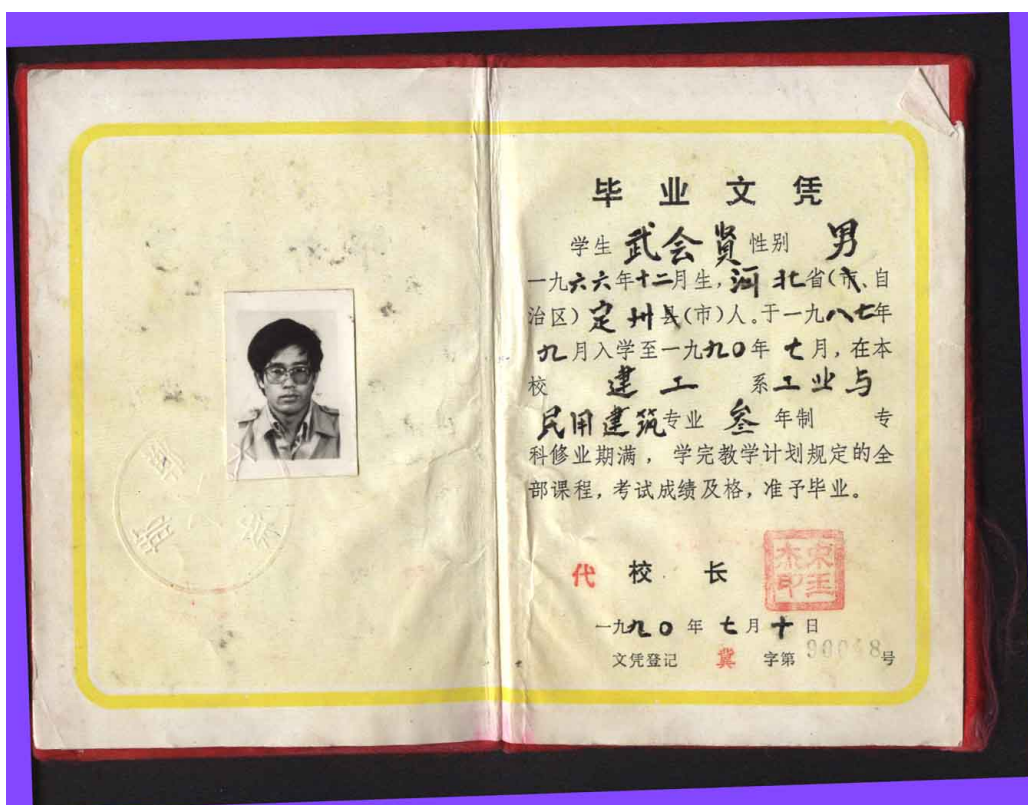 毕业文凭
学生 武会贤 性别 男
一九六六年十二月生，河北省(市、自
治区)定州县(市)人。于一九八七年
九月入学至一九九〇年七月，在本
校 建工 系工业与
民用建筑专业 叁 年制 专
科修业期满，学完教学计划规定的全
部课程，考试成绩及格，准予毕业。
代 校 长
一九九〇年七月十日
文凭登记 冀 字第 号